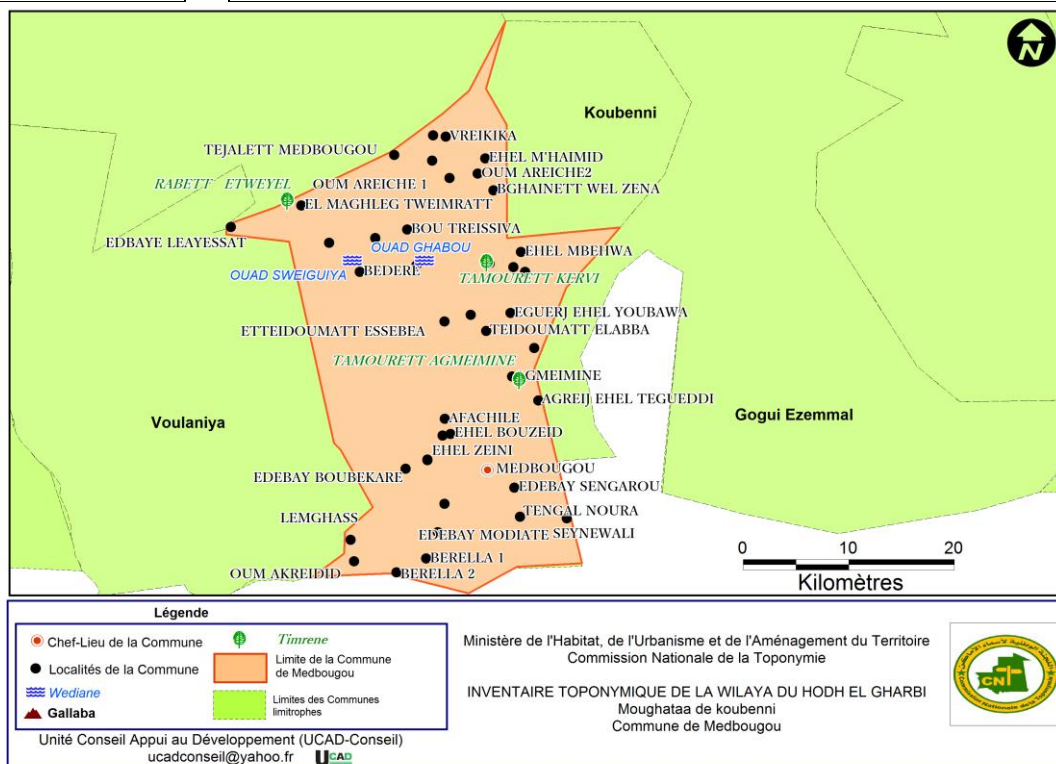 N
Koubenni
VREIKIKA
TEJALETT MEDBOUGOU
EHEL M'HAIMID
RABETT ETWEYEL
OUM AREICHE 1
OUM AREICHE2
BGHAINETT WEL ZENA
EL MAGHLEG TWEIMRATT
EDBAYE LEAYESSAT
BOU TREISSIVA
OUAD GHABOU
EHEL MBEHWA
OUAD SWEIGUIYA
BEDERE
TAMOURETT KERVI
EGUERJ EHEL YOUBAWA
ETTEIDOUMATT ESSEBEA
TEIDOUMATT ELABBA
TAMOURETT AGMEIMINE
GMEIMINE
AGREIJ EHEL TEGUEDDI
Voulaniya
Gogui Ezemmal
AFACHILE
EHEL BOUZEID
EHEL ZEINI
EDEBAY BOUBEKARE
MEDBOUGOU
EDEBAY SENGAROU
LEMGHASS
TENGAL NOURA
EDEBAY MODIATE
SEYNEWALI
OUM AKREIDID
BERELLA 1
BERELLA 2
0 10 20
Kilomètres
Légende
Chef-Lieu de la Commune
Timrene
Localités de la Commune
Limite de la Commune
de Medbougou
Wediane
Gallaba
Limites des Communes
limitrophes
Unité Conseil Appui au Développement (UCAD-Conseil)
ucadconseil@yahoo.fr UCAD
Ministère de l'Habitat, de l'Urbanisme et de l'Aménagement du Territoire
Commission Nationale de la Toponymie
INVENTAIRE TOPONYMIQUE DE LA WILAYA DU HODH EL GHARBI
Moughataa de koubenni
Commune de Medbougou
CNT
Commission Nationale de la Toponymie